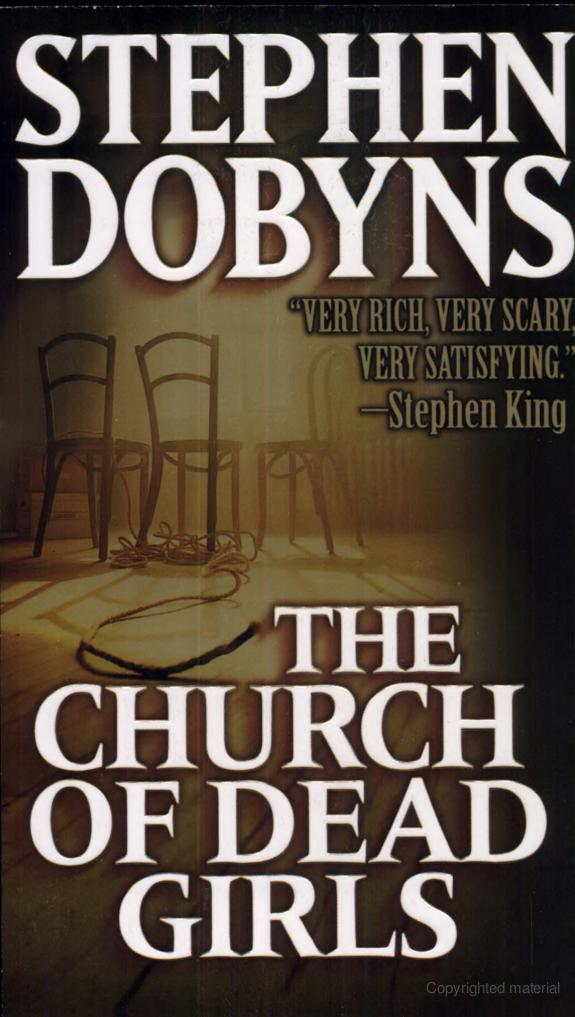 STEPHEN
DOBYNS
“VERY RICH, VERY SCARY,
VERY SATISFYING.”
—Stephen King
THE
CHURCH
OF DEAD
GIRLS
Copyrighted material